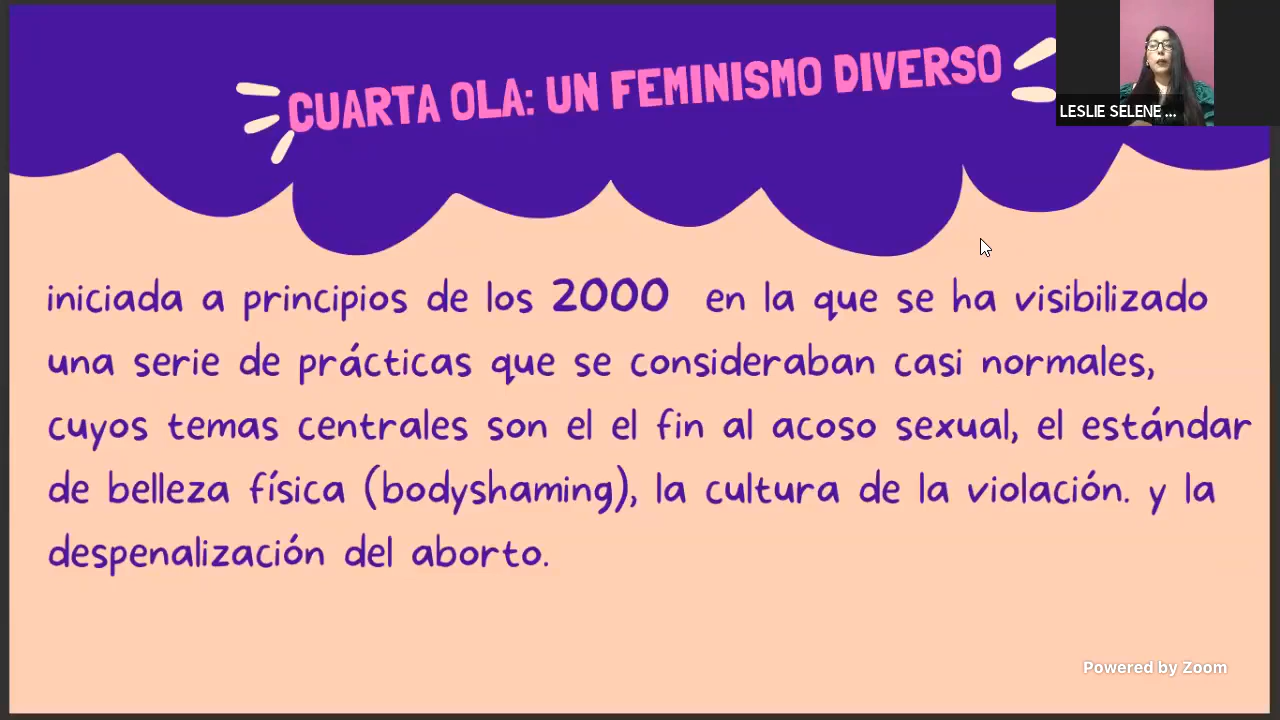 CUARTA OLA: UN FEMINISMO DIVERSO
LESLIE SELENE ...
iniciada a principios de los 2000 en la que se ha visibilizado
una serie de prácticas que se consideraban casi normales,
cuyos temas centrales son el el fin al acoso sexual, el estándar
de belleza física (bodyshaming), la cultura de la violación. y la
despenalización del aborto.
Powered by Zoom